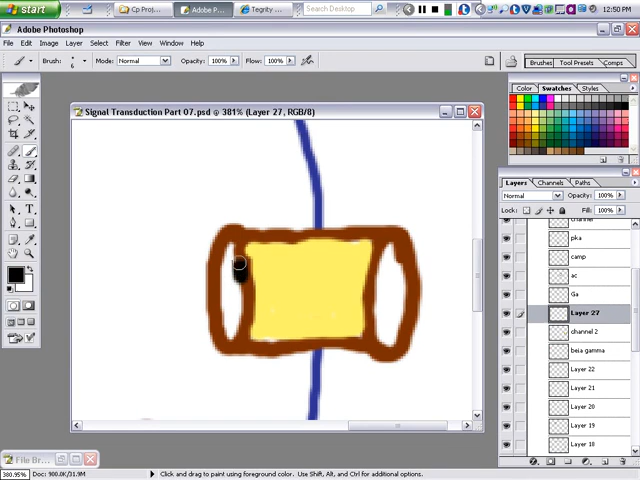 start
Cp Proj...
Adobe P...
Tegrity ...
Search Desktop
12:50 PM
Adobe Photoshop
File Edit Image Layer Select Filter View Window Help
Brush: 6 Mode: Normal Opacity: 100% Flow: 100%
Brushes Tool Presets Comps
Color Swatches Styles
Signal Transduction Part 07.psd @ 381% (Layer 27, RGB/8)
Layers Channels Paths
Normal Opacity: 100%
Lock: Fill: 100%
channel
pka
camp
ac
Ga
Layer 27
channel 2
beia gamma
Layer 22
Layer 21
Layer 20
Layer 19
Layer 18
File Br...
380.95% Doc: 900.0K/31.9M Click and drag to paint using foreground color. Use Shift, Alt, and Ctrl for additional options.